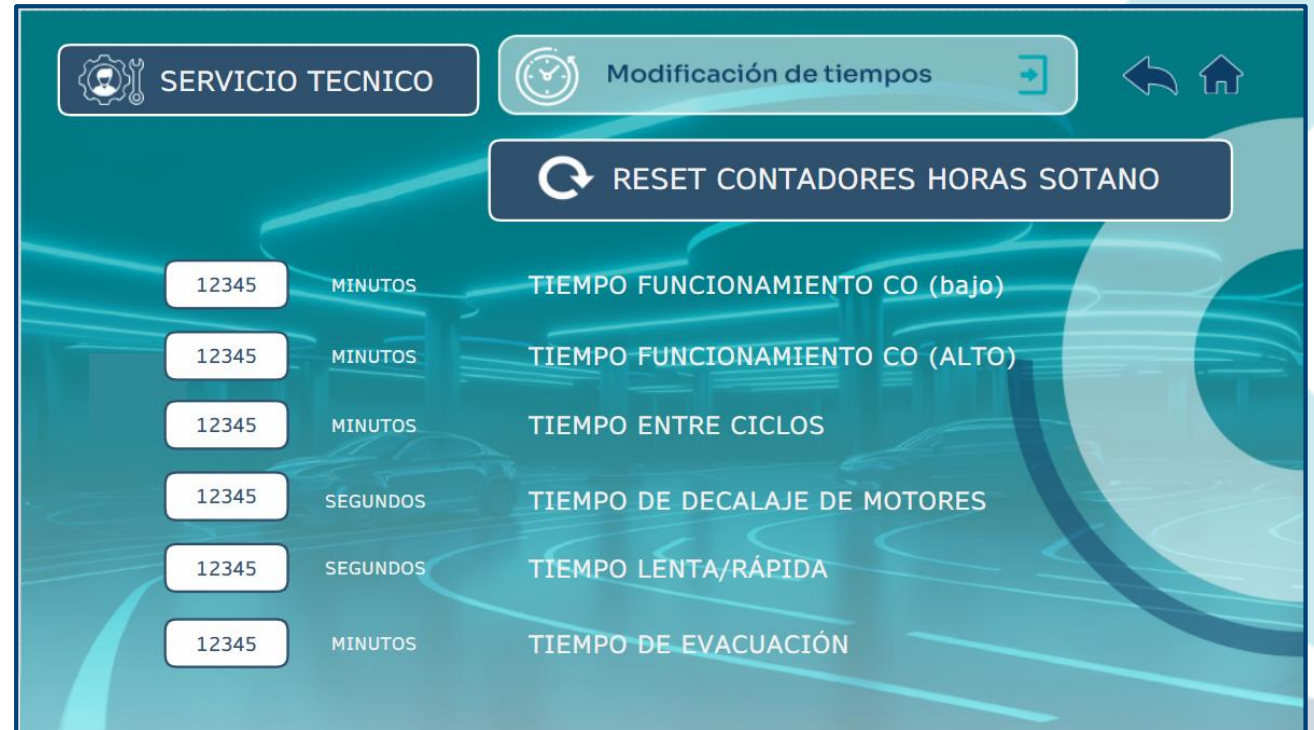 SERVICIO TECNICO
Modificación de tiempos
RESET CONTADORES HORAS SOTANO
12345 MINUTOS TIEMPO FUNCIONAMIENTO CO (bajo)
12345 MINUTOS TIEMPO FUNCIONAMIENTO CO (ALTO)
12345 MINUTOS TIEMPO ENTRE CICLOS
12345 SEGUNDOS TIEMPO DE DECALAJE DE MOTORES
12345 SEGUNDOS TIEMPO LENTA/RÁPIDA
12345 MINUTOS TIEMPO DE EVACUACIÓN